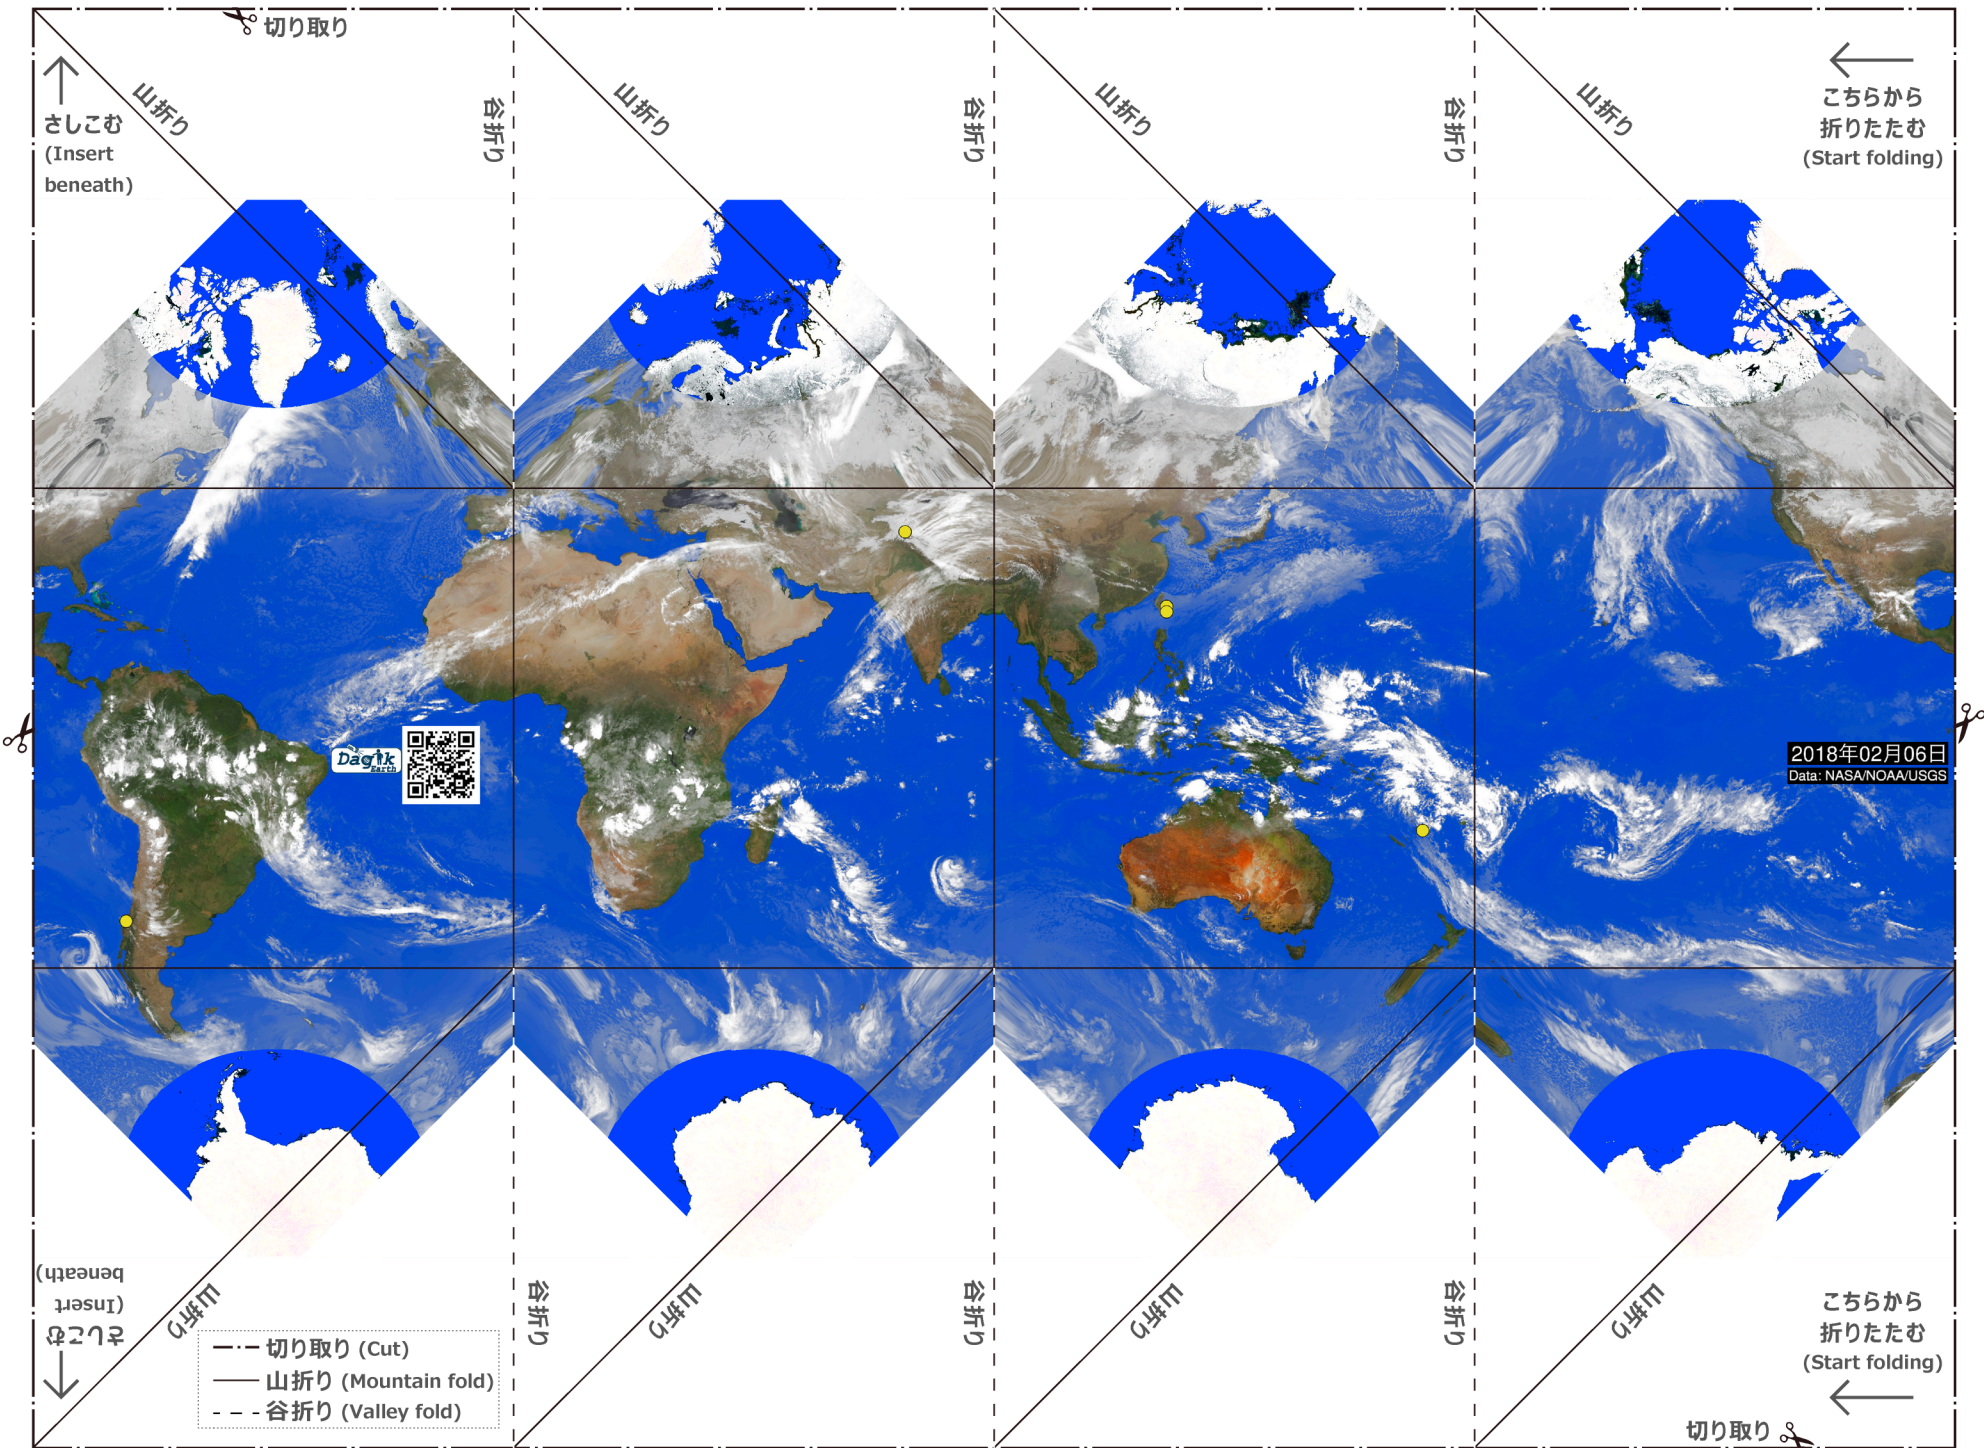 切り取り
山折り
谷折り
山折り
谷折り
山折り
谷折り
山折り
さしこむ
(Insert
beneath)
こちらから
折りたたむ
(Start folding)
Dagik
Earth
2018年02月06日
Data: NASA/NOAA/USGS
さしこむ
(Insert
beneath)
山折り
谷折り
山折り
谷折り
山折り
谷折り
山折り
こちらから
折りたたむ
(Start folding)
切り取り (Cut)
山折り (Mountain fold)
谷折り (Valley fold)
切り取り